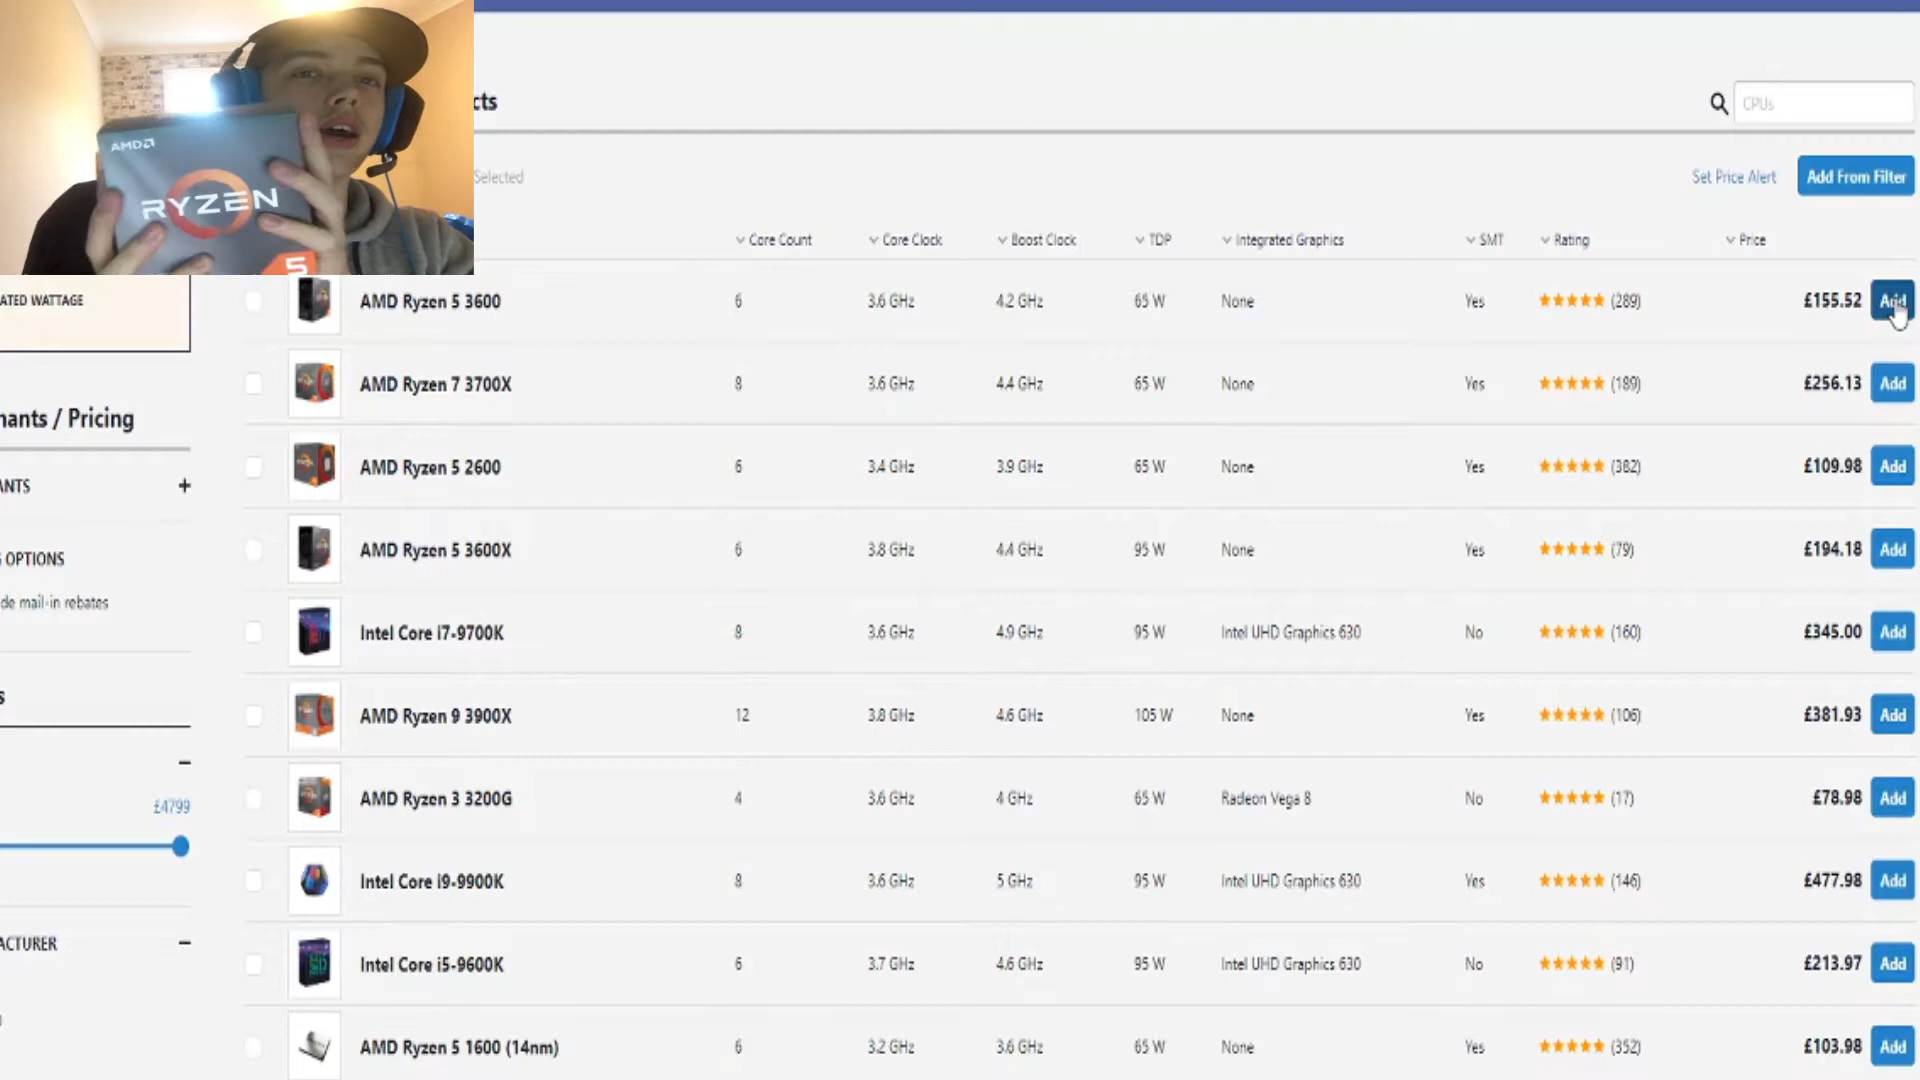 AMD
RYZEN
5
cts
CPUs
Selected
Set Price Alert
Add From Filter
Core Count Core Clock Boost Clock TDP Integrated Graphics SMT Rating Price
ATED WATTAGE
AMD Ryzen 5 3600 6 3.6 GHz 4.2 GHz 65 W None Yes (289) £155.52 Add
AMD Ryzen 7 3700X 8 3.6 GHz 4.4 GHz 65 W None Yes (189) £256.13 Add
nants / Pricing
AMD Ryzen 5 2600 6 3.4 GHz 3.9 GHz 65 W None Yes (382) £109.98 Add
ANTS +
AMD Ryzen 5 3600X 6 3.8 GHz 4.4 GHz 95 W None Yes (79) £194.18 Add
OPTIONS
de mail-in rebates
Intel Core i7-9700K 8 3.6 GHz 4.9 GHz 95 W Intel UHD Graphics 630 No (160) £345.00 Add
s
AMD Ryzen 9 3900X 12 3.8 GHz 4.6 GHz 105 W None Yes (106) £381.93 Add
£4799
AMD Ryzen 3 3200G 4 3.6 GHz 4 GHz 65 W Radeon Vega 8 No (17) £78.98 Add
Intel Core i9-9900K 8 3.6 GHz 5 GHz 95 W Intel UHD Graphics 630 Yes (146) £477.98 Add
ACTURER
Intel Core i5-9600K 6 3.7 GHz 4.6 GHz 95 W Intel UHD Graphics 630 No (91) £213.97 Add
AMD Ryzen 5 1600 (14nm) 6 3.2 GHz 3.6 GHz 65 W None Yes (352) £103.98 Add